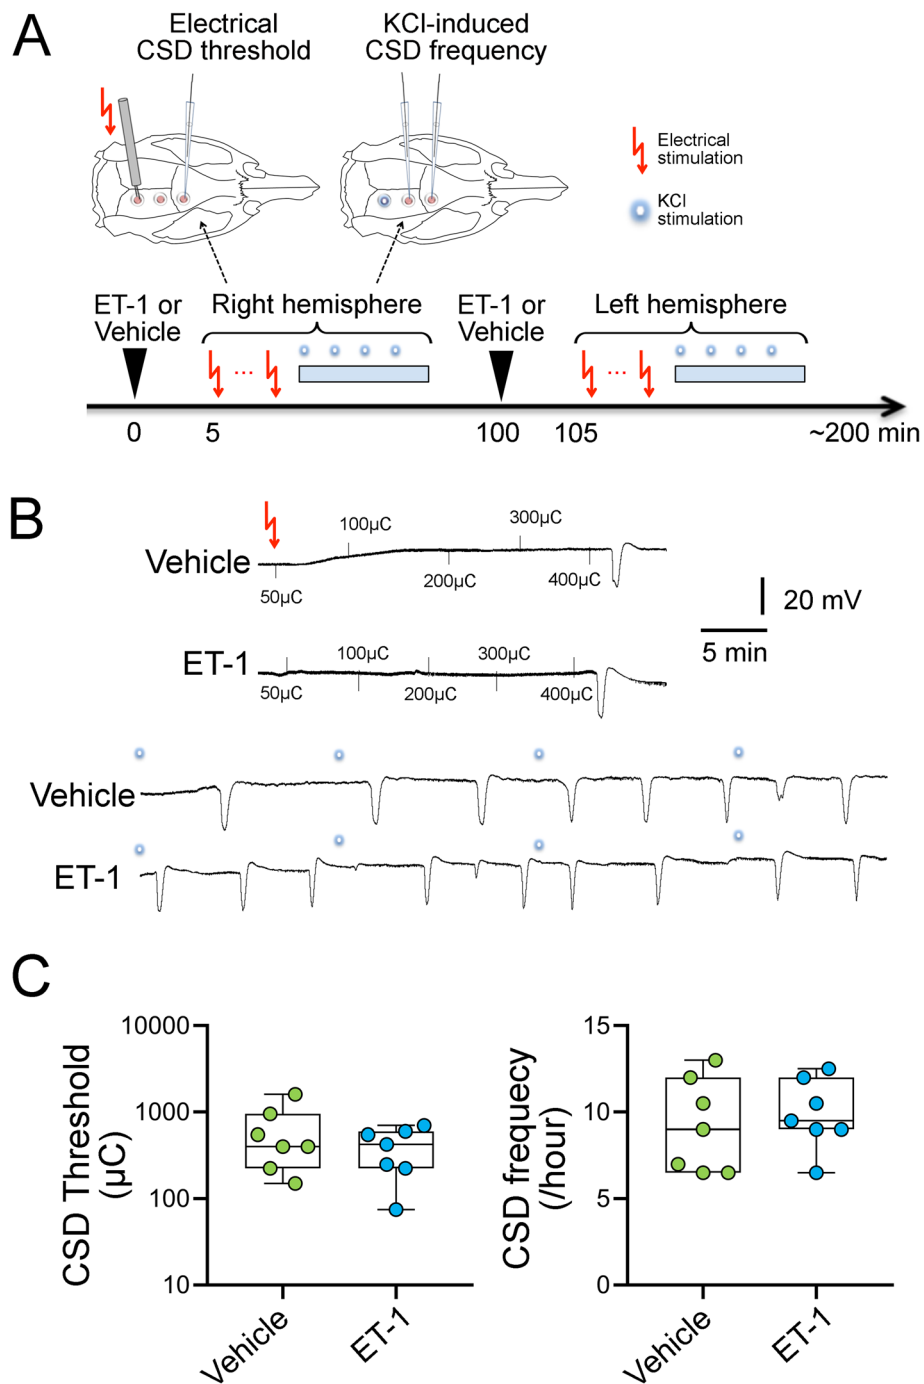 A
Electrical
CSD threshold
KCl-induced
CSD frequency
Electrical
stimulation
KCl
stimulation
ET-1 or
Vehicle
Right hemisphere
ET-1 or
Vehicle
Left hemisphere
0
5
100
105
~200 min
B
Vehicle
50µC
100µC
200µC
300µC
400µC
20 mV
5 min
ET-1
50µC
100µC
200µC
300µC
400µC
Vehicle
ET-1
C
CSD Threshold
(µC)
10000
1000
100
10
Vehicle
ET-1
CSD frequecy
(/hour)
15
10
5
0
Vehicle
ET-1